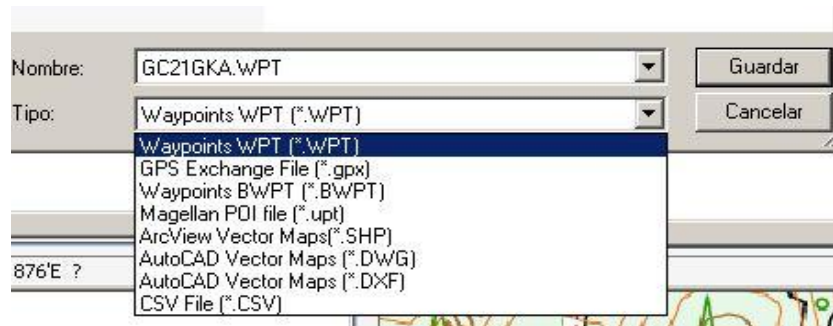 Nombre: GC21GKA.WPT Guardar
Tipo: Waypoints WPT (*.WPT) Cancelar
Waypoints WPT (*.WPT)
GPS Exchange File (*.gpx)
Waypoints BWPT (*.BWPT)
Magellan POI file (*.upt)
ArcView Vector Maps(*.SHP)
AutoCAD Vector Maps (*.DWG)
AutoCAD Vector Maps (*.DXF)
CSV File (*.CSV)
876'E ?